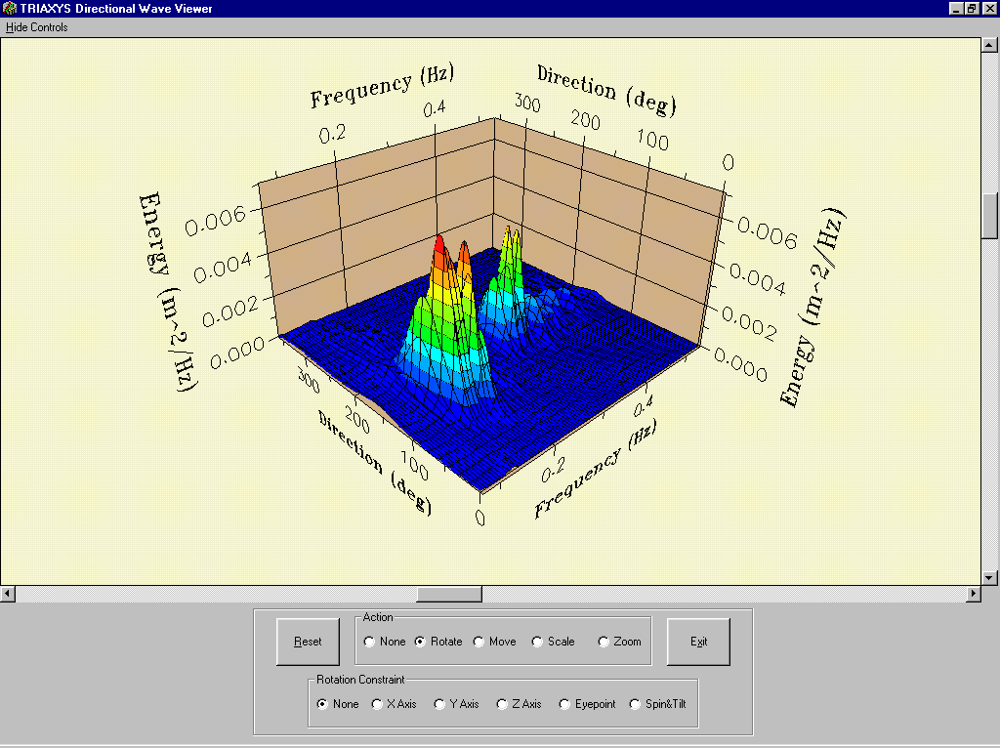 TRIAXYS Directional Wave Viewer
Hide Controls
Frequency (Hz)
Direction (deg)
0.2
0.4
300
200
100
0
Energy (m^2/Hz)
0.006
0.004
0.002
0.000
0.006
0.004
0.002
0.000
Energy (m^2/Hz)
300
200
100
0
Direction (deg)
0.2
0.4
Frequency (Hz)
Reset
Action
None Rotate Move Scale Zoom
Exit
Rotation Constraint
None X Axis Y Axis Z Axis Eyepoint Spin&Tilt